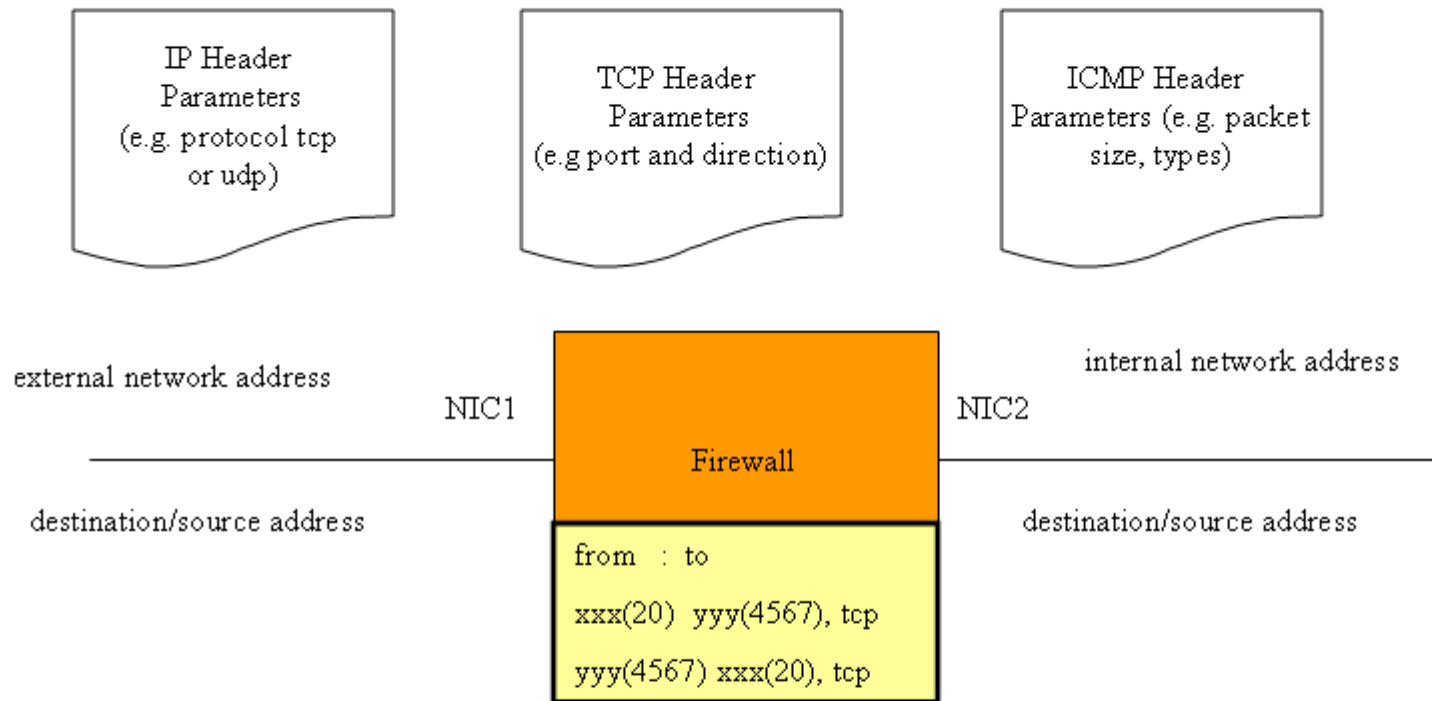 IP Header
Parameters
(e.g. protocol tcp
or udp)
TCP Header
Parameters
(e.g port and direction)
ICMP Header
Parameters (e.g. packet
size, types)
external network address
internal network address
NIC1
NIC2
Firewall
destination/source address
destination/source address
from : to
xxx(20) yyy(4567), tcp
yyy(4567) xxx(20), tcp